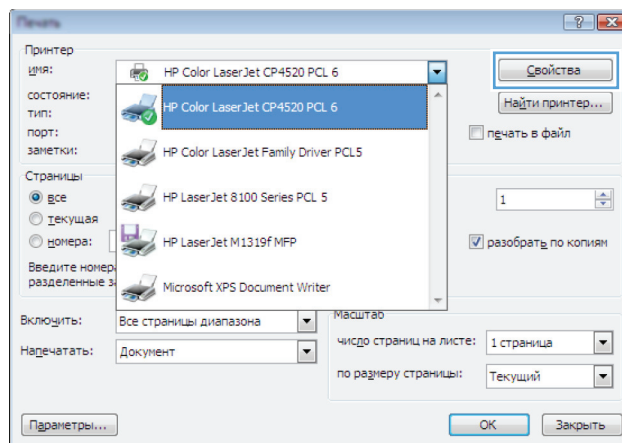 Печать
Принтер
имя:
HP Color LaserJet CP4520 PCL 6
Свойства
состояние:
HP Color LaserJet CP4520 PCL 6
Найти принтер...
тип:
порт:
HP Color LaserJet Family Driver PCL5
печать в файл
заметки:
Страницы
все
HP LaserJet 8100 Series PCL 5
1
текущая
номера:
HP LaserJet M1319f MFP
разобрать по копиям
Введите
разделенные
Microsoft XPS Document Writer
Включить:
Все страницы диапазона
Масштаб
число страниц на листе:
1 страница
Напечатать:
Документ
по размеру страницы:
Текущий
Параметры...
OK
Закрыть